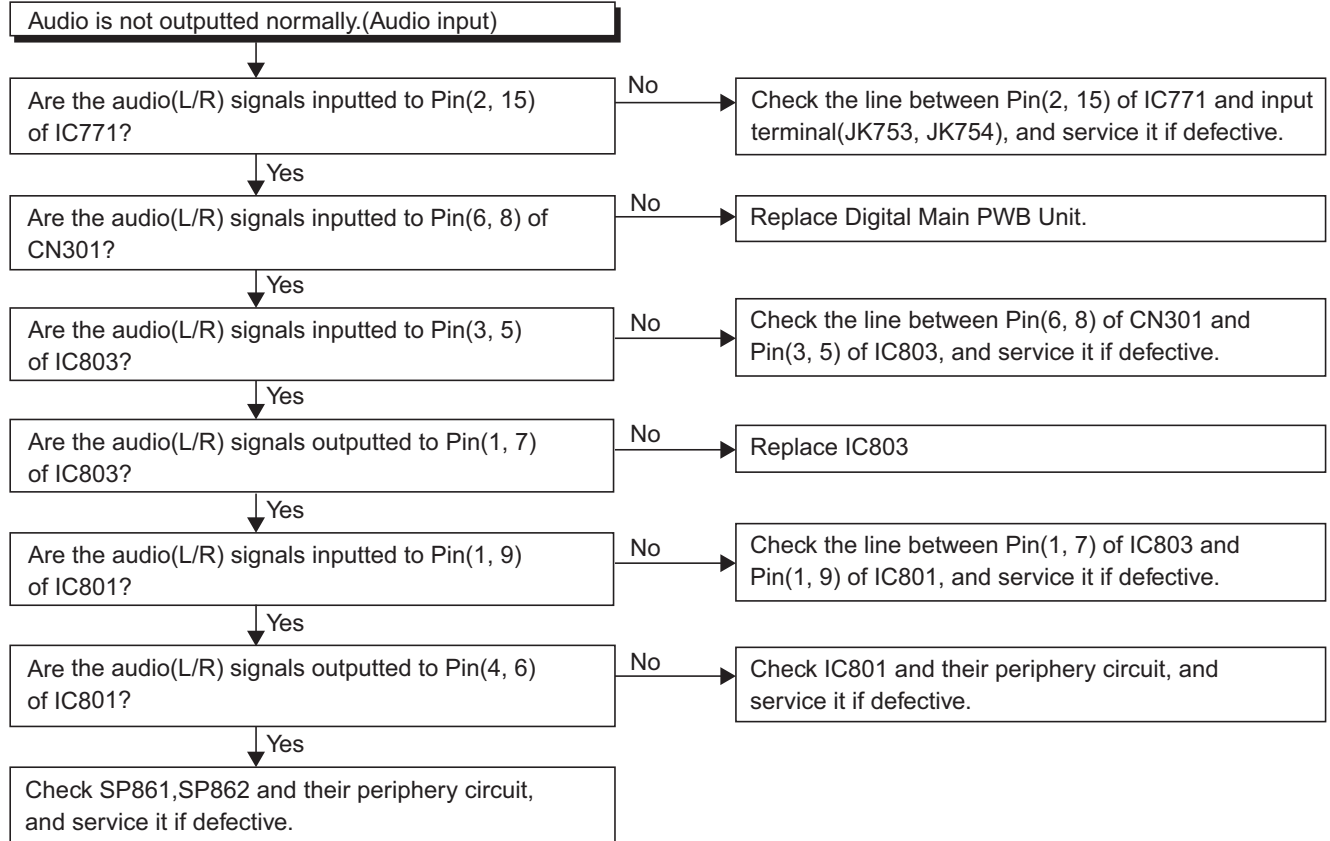 Audio is not outputted normally.(Audio input)
Are the audio(L/R) signals inputted to Pin(2, 15)
of IC771?
No
Check the line between Pin(2, 15) of IC771 and input
terminal(JK753, JK754), and service it if defective.
Yes
Are the audio(L/R) signals inputted to Pin(6, 8) of
CN301?
No
Replace Digital Main PWB Unit.
Yes
Are the audio(L/R) signals inputted to Pin(3, 5)
of IC803?
No
Check the line between Pin(6, 8) of CN301 and
Pin(3, 5) of IC803, and service it if defective.
Yes
Are the audio(L/R) signals outputted to Pin(1, 7)
of IC803?
No
Replace IC803
Yes
Are the audio(L/R) signals inputted to Pin(1, 9)
of IC801?
No
Check the line between Pin(1, 7) of IC803 and
Pin(1, 9) of IC801, and service it if defective.
Yes
Are the audio(L/R) signals outputted to Pin(4, 6)
of IC801?
No
Check IC801 and their periphery circuit, and
service it if defective.
Yes
Check SP861,SP862 and their periphery circuit,
and service it if defective.